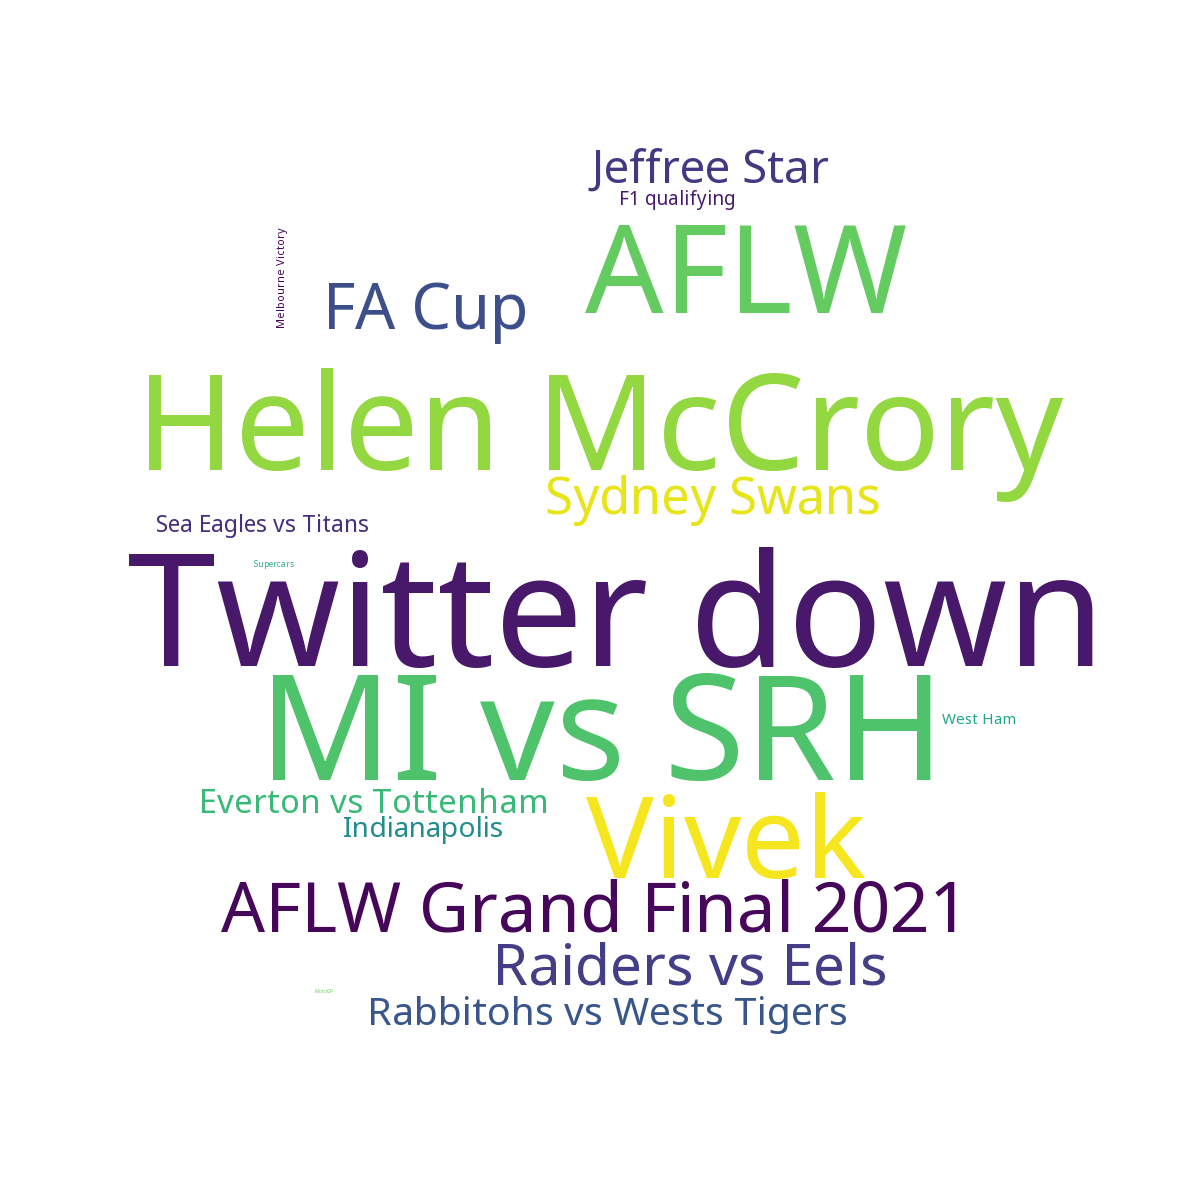 Jeffree Star
F1 qualifying
AFLW
Melbourne Victory
FA Cup
Helen McCrory
Sydney Swans
Sea Eagles vs Titans
Supercars
Twitter down
MI vs SRH
West Ham
Everton vs Tottenham
Vivek
Indianapolis
AFLW Grand Final 2021
Raiders vs Eels
MotoGP
Rabbitohs vs Wests Tigers